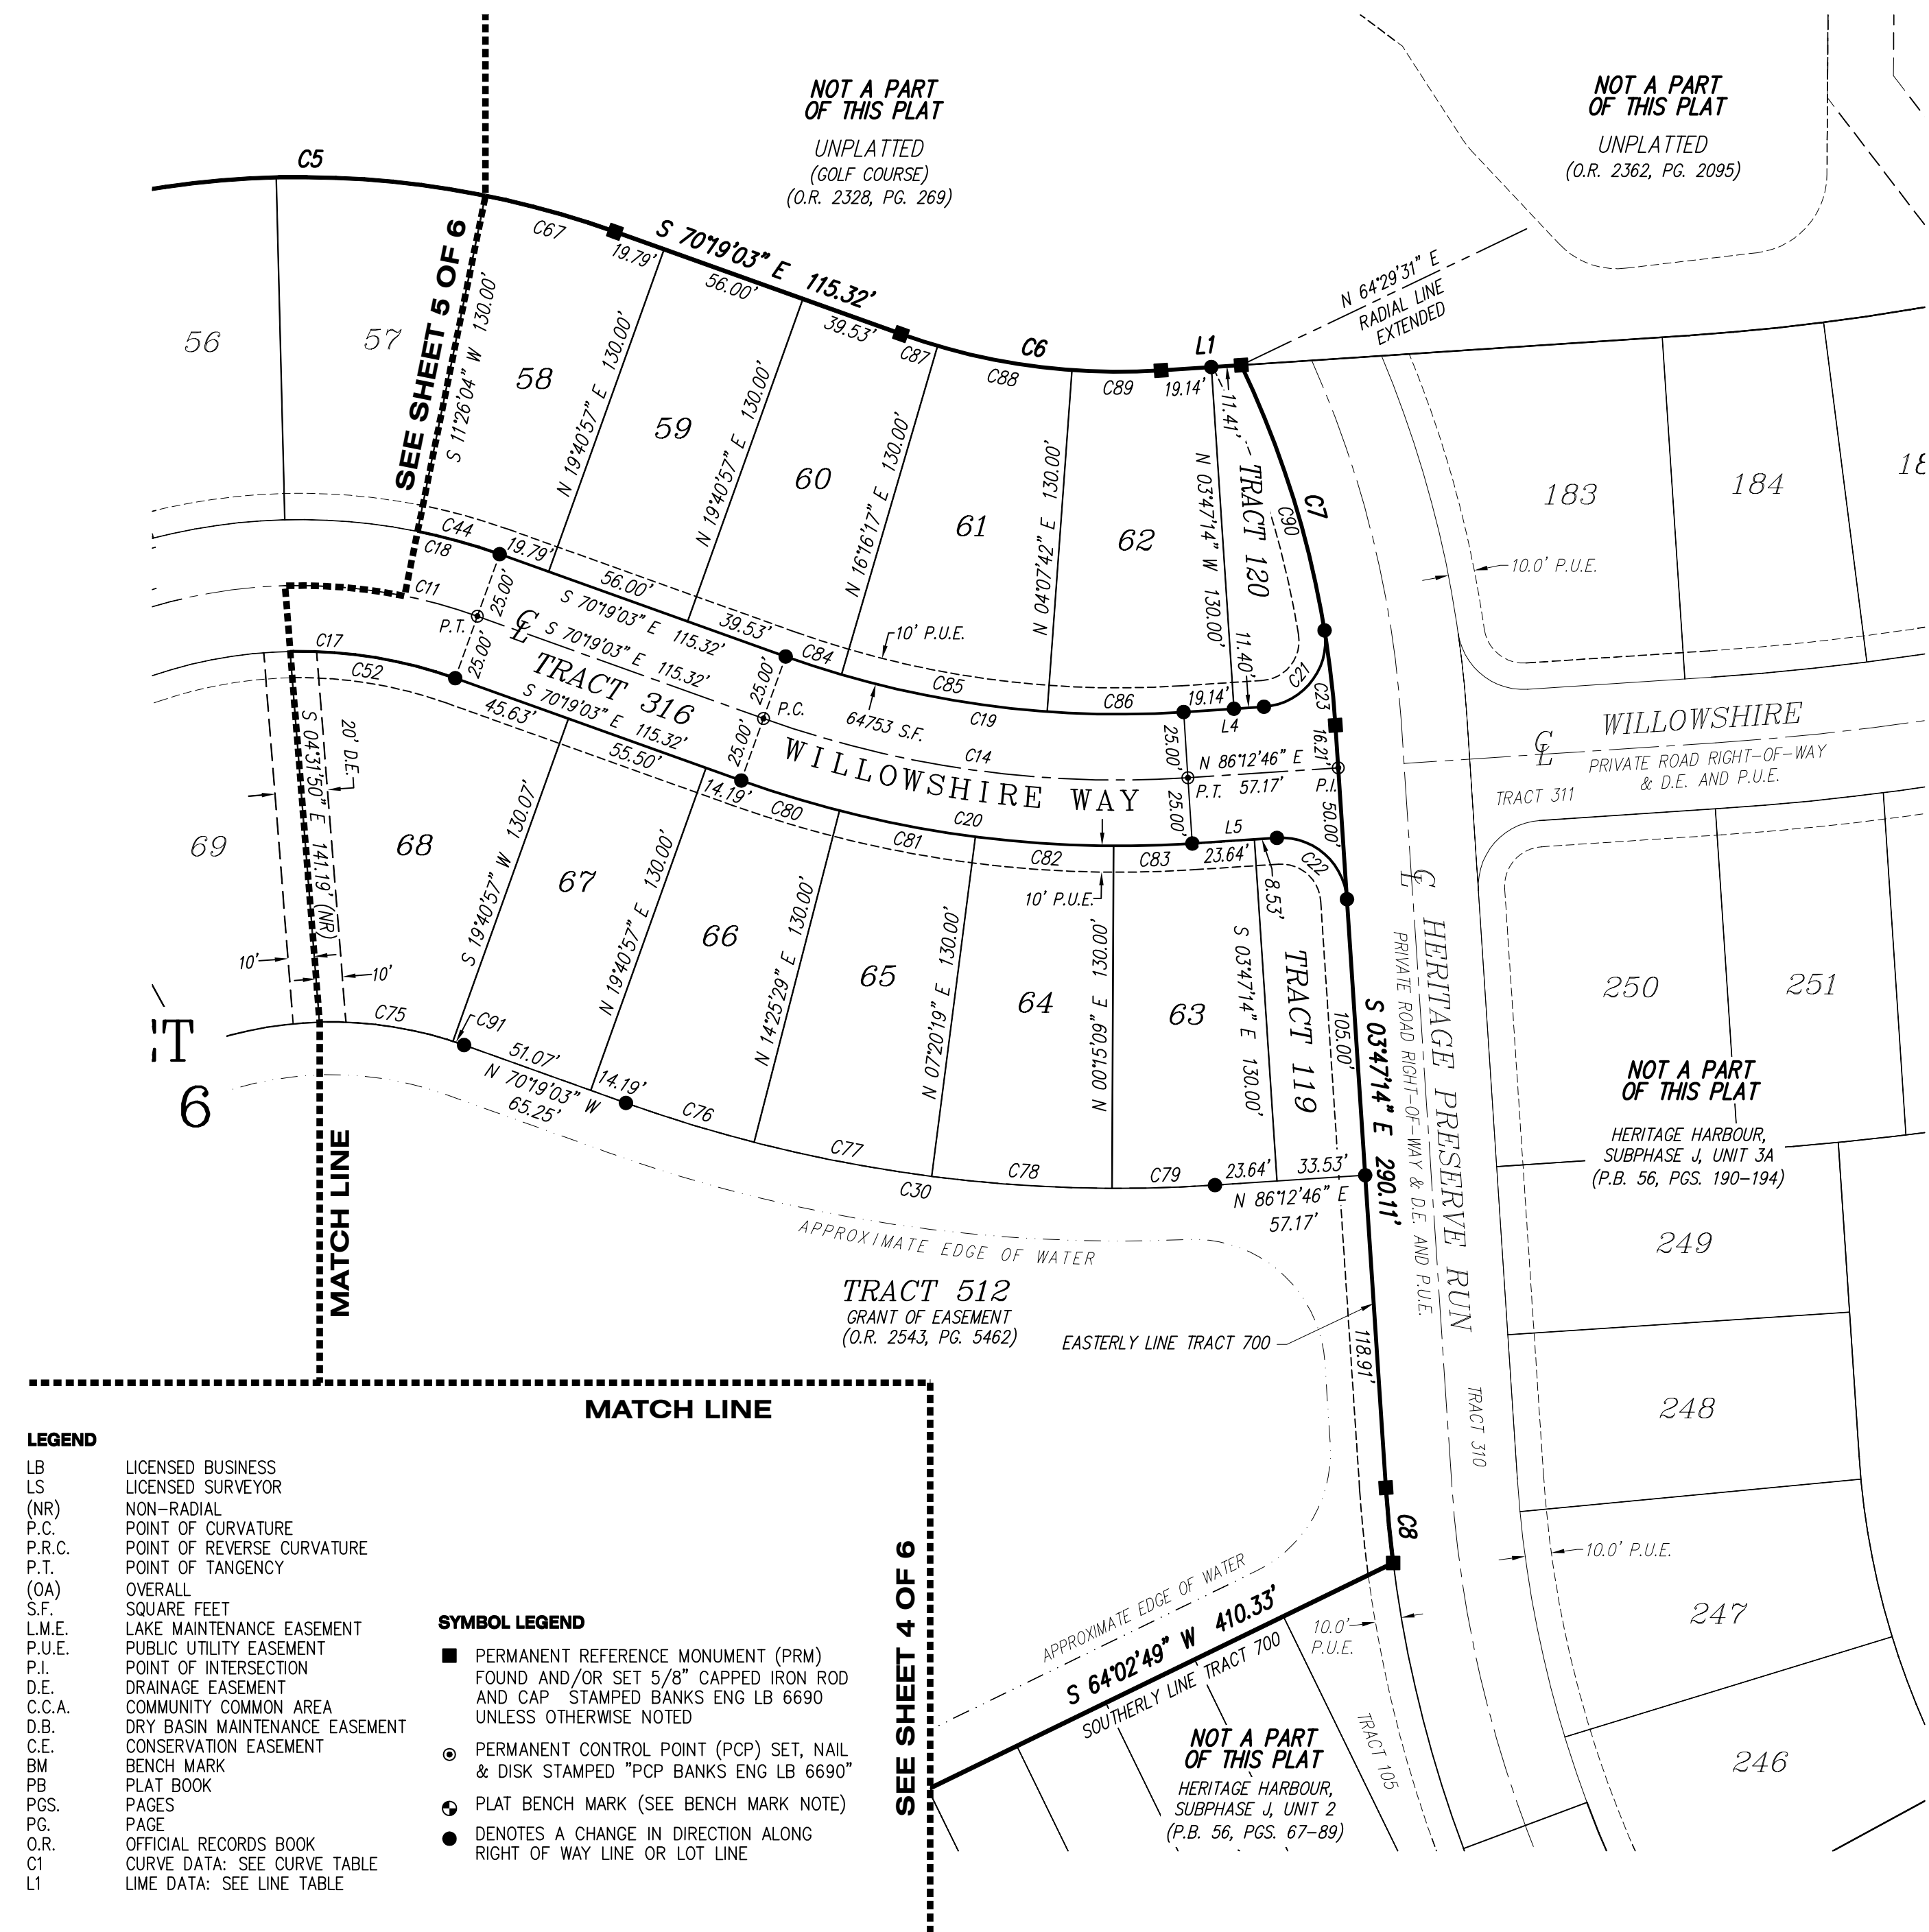 NOT A PART
OF THIS PLAT
UNPLATTED
(GOLF COURSE)
(O.R. 2328, PG. 269)
NOT A PART
OF THIS PLAT
UNPLATTED
(O.R. 2362, PG. 2095)
C5
C67
19.79'
S 70°19'03" E 115.32'
56.00'
39.53'
C87
C6
C88
C89
L1
19.14'
11.41'
N 64°29'31" E
RADIAL LINE
EXTENDED
SEE SHEET 5 OF 6
S 11°26'04" W 130.00'
56
57
58
N 19°40'57" E 130.00'
59
N 19°40'57" E 130.00'
60
N 16°16'17" E 130.00'
61
N 04°07'42" E 130.00'
62
N 03°47'14" W 130.00'
TRACT 120
C90
C7
183
184
18
10.0' P.U.E.
C44
C18
C11
19.79'
56.00'
39.53'
S 70°19'03" E 115.32'
25.00'
25.00'
P.T.
CL
S 70°19'03" E 115.32'
TRACT 316
25.00'
25.00'
P.C.
C84
10' P.U.E.
C85
C19
C86
64753 S.F.
C14
19.14'
11.40'
L4
C21
C23
16.21'
C17
C52
45.63'
S 70°19'03" E 115.32'
55.50'
14.19'
WILLOWSHIRE WAY
25.00'
25.00'
N 86°12'46" E
P.T. 57.17'
P.I.
50.00'
CL
WILLOWSHIRE
PRIVATE ROAD RIGHT-OF-WAY
& D.E. AND P.U.E.
TRACT 311
C80
C20
C81
C82
C83
L5
23.64'
8.53'
C22
10' P.U.E.
69
S 04°31'50" E 141.19' (NR)
20' D.E.
68
S 19°40'57" W 130.07'
67
N 19°40'57" E 130.00'
66
N 14°25'29" E 130.00'
65
N 07°20'19" E 130.00'
64
N 00°15'09" E 130.00'
63
S 03°47'14" E 130.00'
TRACT 119
105.00'
S 03°47'14" E 290.11'
CL
HERITAGE PRESERVE RUN
PRIVATE ROAD RIGHT-OF-WAY & D.E. AND P.U.E.
250
251
10'
10'
C75
C91
51.07'
N 70°19'03" W
65.25'
14.19'
C76
C77
C30
C78
C79
23.64'
33.53'
N 86°12'46" E
57.17'
6
NOT A PART
OF THIS PLAT
HERITAGE HARBOUR,
SUBPHASE J, UNIT 3A
(P.B. 56, PGS. 190-194)
249
MATCH LINE
APPROXIMATE EDGE OF WATER
TRACT 512
GRANT OF EASEMENT
(O.R. 2543, PG. 5462)
EASTERLY LINE TRACT 700
118.91'
TRACT 310
248
MATCH LINE
C8
10.0' P.U.E.
247
246
SEE SHEET 4 OF 6
APPROXIMATE EDGE OF WATER
S 64°02'49" W 410.33'
SOUTHERLY LINE TRACT 700
10.0'
P.U.E.
TRACT 105
NOT A PART
OF THIS PLAT
HERITAGE HARBOUR,
SUBPHASE J, UNIT 2
(P.B. 56, PGS. 67-89)
LEGEND
LB LICENSED BUSINESS
LS LICENSED SURVEYOR
(NR) NON-RADIAL
P.C. POINT OF CURVATURE
P.R.C. POINT OF REVERSE CURVATURE
P.T. POINT OF TANGENCY
(OA) OVERALL
S.F. SQUARE FEET
L.M.E. LAKE MAINTENANCE EASEMENT
P.U.E. PUBLIC UTILITY EASEMENT
P.I. POINT OF INTERSECTION
D.E. DRAINAGE EASEMENT
C.C.A. COMMUNITY COMMON AREA
D.B. DRY BASIN MAINTENANCE EASEMENT
C.E. CONSERVATION EASEMENT
BM BENCH MARK
PB PLAT BOOK
PGS. PAGES
PG. PAGE
O.R. OFFICIAL RECORDS BOOK
C1 CURVE DATA: SEE CURVE TABLE
L1 LIME DATA: SEE LINE TABLE
SYMBOL LEGEND
PERMANENT REFERENCE MONUMENT (PRM)
FOUND AND/OR SET 5/8" CAPPED IRON ROD
AND CAP STAMPED BANKS ENG LB 6690
UNLESS OTHERWISE NOTED
PERMANENT CONTROL POINT (PCP) SET, NAIL
& DISK STAMPED "PCP BANKS ENG LB 6690"
PLAT BENCH MARK (SEE BENCH MARK NOTE)
DENOTES A CHANGE IN DIRECTION ALONG
RIGHT OF WAY LINE OR LOT LINE